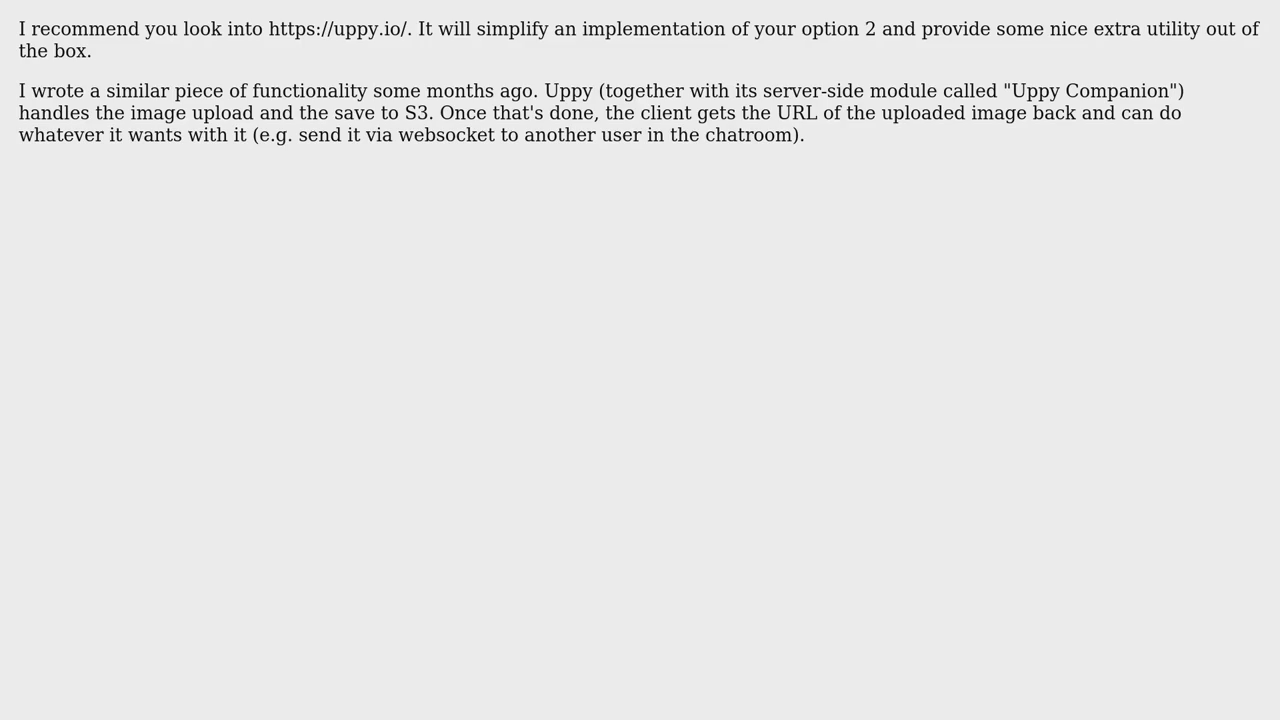 I recommend you look into https://uppy.io/. It will simplify an implementation of your option 2 and provide some nice extra utility out of
the box.
I wrote a similar piece of functionality some months ago. Uppy (together with its server-side module called "Uppy Companion")
handles the image upload and the save to S3. Once that's done, the client gets the URL of the uploaded image back and can do
whatever it wants with it (e.g. send it via websocket to another user in the chatroom).